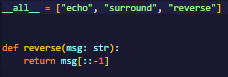 __all__ = ["echo", "surround", "reverse"]
def reverse(msg: str):
    return msg[::-1]